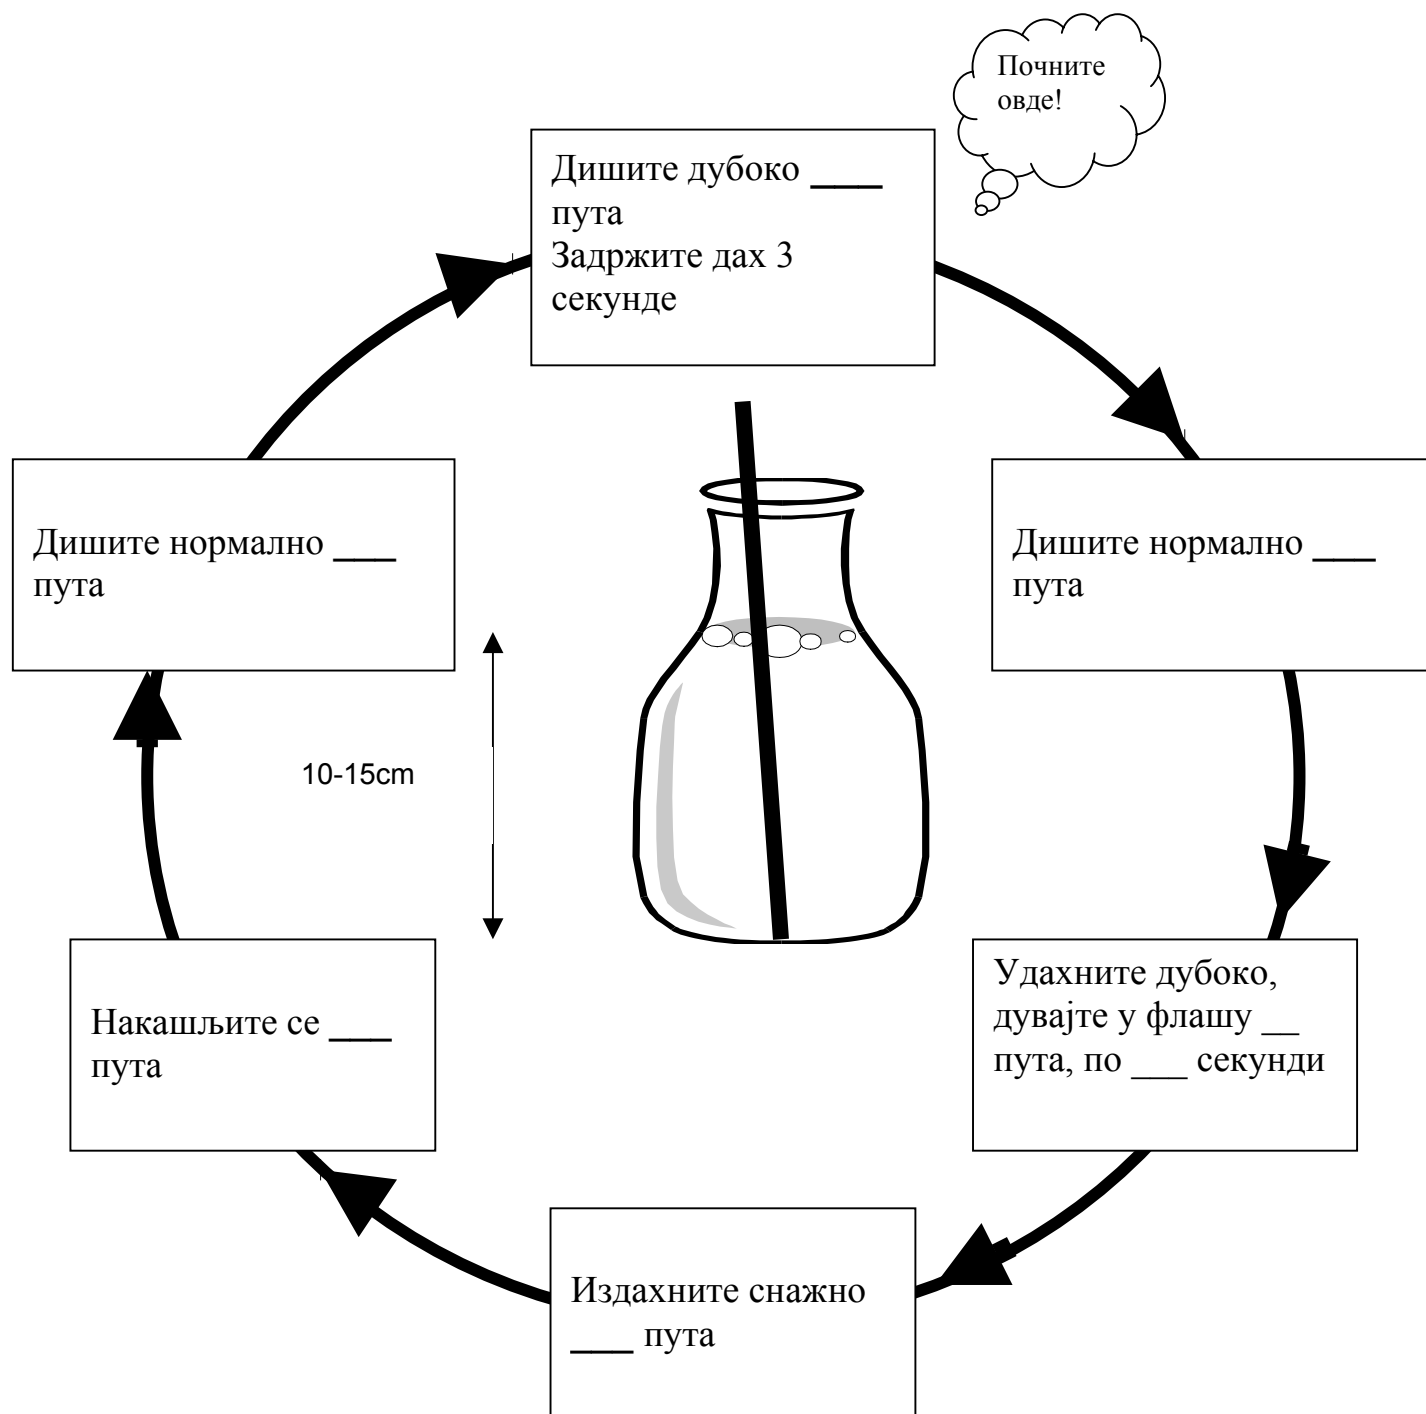 Почните
овде!
Дишите дубоко ____
пута
Задржите дах 3
секунде
Дишите нормално ___
пута
Удахните дубоко,
дувајте у флашу __
пута, по ___ секунди
Издахните снажно
___ пута
Накашљите се ___
пута
Дишите нормално ___
пута
10-15cm